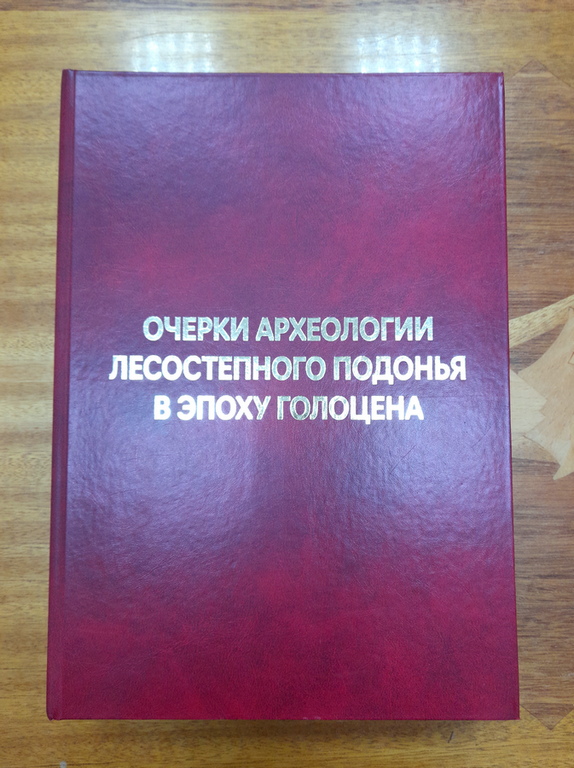 ОЧЕРКИ АРХЕОЛОГИИ
ЛЕСОСТЕПНОГО ПОДОНЬЯ
В ЭПОХУ ГОЛОЦЕНА